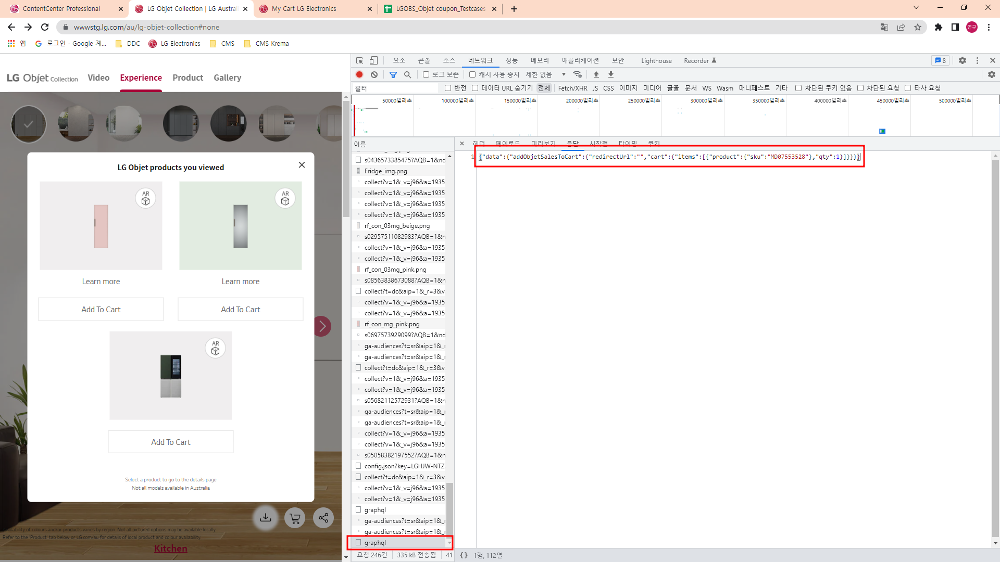 ContentCenter Professional
LG Objet Collection | LG Austral
My Cart LG Electronics
LGOBS_Objet coupon_Testcases
wwwstg.lg.com/au/lg-objet-collection#none
연구
앱
로그인 - Google 계...
DDC
LG Electronics
CMS
CMS Krema
LG Objet Collection
Video
Experience
Product
Gallery
LG Objet products you viewed
AR
AR
Learn more
Learn more
Add To Cart
Add To Cart
AR
Add To Cart
Select a product to go to the details page
Not all models available in Australia
availability of colours and/or products varies by region. Not all pictured options may be available locally.
Refer to the 'Product' tab below or LG.com/au for details of local product and colour availability.
Kitchen
요소 콘솔 소스 네트워크 성능 메모리 애플리케이션 보안 Lighthouse Recorder 8
로그 보존 캐시 사용 중지 제한 없음
필터 반전 데이터 URL 숨기기 전체 Fetch/XHR JS CSS 이미지 미디어 글꼴 문서 WS Wasm 매니페스트 기타 차단된 쿠키 있음 차단된 요청 타사 요청
50000밀리초 100000밀리초 150000밀리초 200000밀리초 250000밀리초 300000밀리초 350000밀리초 400000밀리초 450000밀리초 500000밀리초
이름
헤더 페이로드 미리보기 응답 시작점 타이밍 쿠키
1 {"data":{"addObjetSalesToCart":{"redirectUrl":"","cart":{"items":[{"product":{"sku":"MD07553528"},"qty":1}]}}}}
s0436573385475?AQB=1&nd
Fridge_img.png
collect?v=1&_v=j96&a=1935
collect?v=1&_v=j96&a=1935
collect?v=1&_v=j96&a=1935
collect?v=1&_v=j96&a=1935
rf_con_03mg_beige.png
s02957511082983?AQB=1&n
collect?v=1&_v=j96&a=1935
collect?v=1&_v=j96&a=1935
rf_con_03mg_pink.png
s08563838673088?AQB=1&n
collect?t=dc&aip=1&_r=3&v.
collect?v=1&_v=j96&a=1935
collect?v=1&_v=j96&a=1935
rf_con_mg_pink.png
s0697573929099?AQB=1&nd
ga-audiences?t=sr&aip=1&_r
ga-audiences?t=sr&aip=1&_r
collect?t=dc&aip=1&_r=3&v.
collect?v=1&_v=j96&a=1935
collect?v=1&_v=j96&a=1935
s05682112572931?AQB=1&n
ga-audiences?t=sr&aip=1&_r
ga-audiences?t=sr&aip=1&_r
collect?v=1&_v=j96&a=1935
collect?v=1&_v=j96&a=1935
s05058382197552?AQB=1&n
config.json?key=LGHJW-NTZ.
collect?t=dc&aip=1&_r=3&v.
collect?v=1&_v=j96&a=1935
collect?v=1&_v=j96&a=1935
graphql
ga-audiences?t=sr&aip=1&_r
ga-audiences?t=sr&aip=1&_r
graphql
요청 246건 335 kB 전송됨 41
{ } 1행, 112열